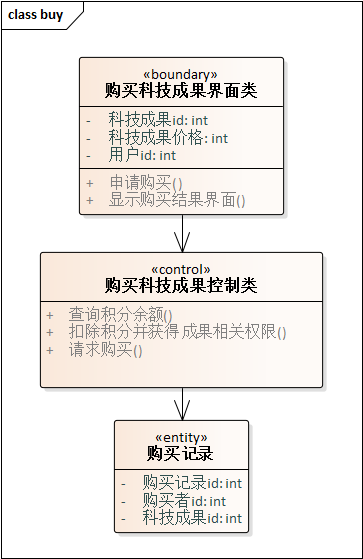 class buy
«boundary»
购买科技成果界面类
- 科技成果id: int
- 科技成果价格: int
- 用户id: int
+ 申请购买()
+ 显示购买结果界面()
«control»
购买科技成果控制类
+ 查询积分余额()
+ 扣除积分并获得成果相关权限()
+ 请求购买()
«entity»
购买记录
- 购买记录id: int
- 购买者id: int
- 科技成果id: int